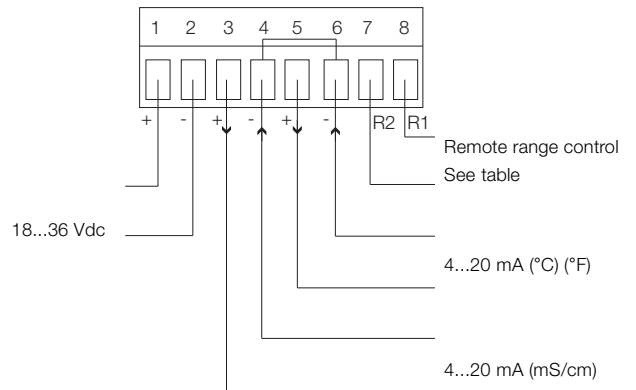 1 2 3 4 5 6 7 8
+ - + - + - R2 R1
Remote range control
See table
18...36 Vdc
4...20 mA (°C) (°F)
4...20 mA (mS/cm)